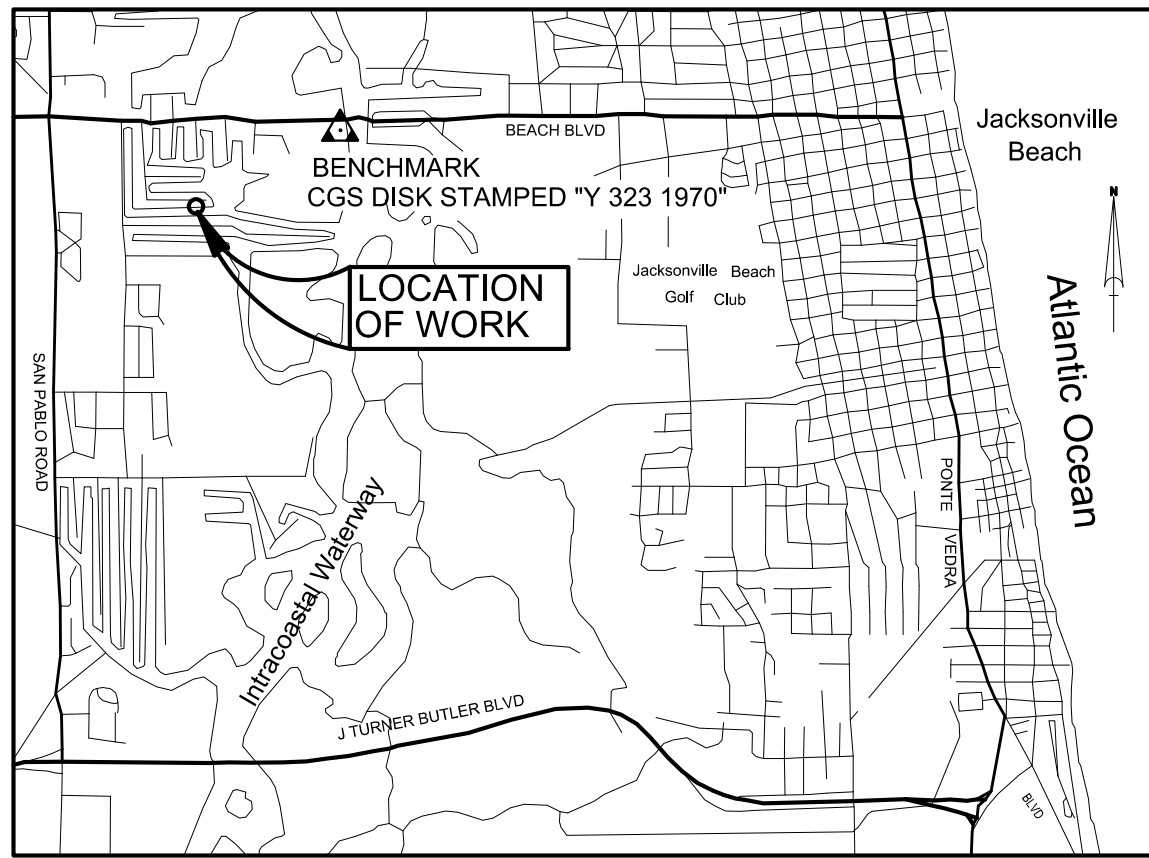 Jacksonville
Beach
BEACH BLVD
BENCHMARK
CGS DISK STAMPED "Y 323 1970"
N
LOCATION
OF WORK
Jacksonville Beach
Golf Club
Atlantic Ocean
SAN PABLO ROAD
PONTE VEDRA
Intracoastal Waterway
J TURNER BUTLER BLVD
BLVD